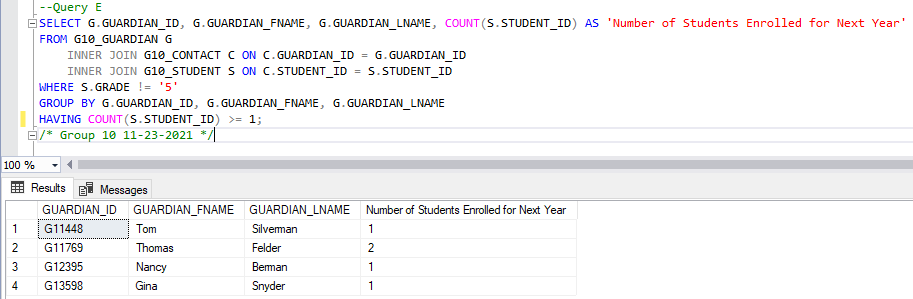 --Query E
SELECT G.GUARDIAN_ID, G.GUARDIAN_FNAME, G.GUARDIAN_LNAME, COUNT(S.STUDENT_ID) AS 'Number of Students Enrolled for Next Year'
FROM G10_GUARDIAN G
INNER JOIN G10_CONTACT C ON C.GUARDIAN_ID = G.GUARDIAN_ID
INNER JOIN G10_STUDENT S ON C.STUDENT_ID = S.STUDENT_ID
WHERE S.GRADE != '5'
GROUP BY G.GUARDIAN_ID, G.GUARDIAN_FNAME, G.GUARDIAN_LNAME
HAVING COUNT(S.STUDENT_ID) >= 1;
/* Group 10 11-23-2021 */
100 %
Results Messages
GUARDIAN_ID GUARDIAN_FNAME GUARDIAN_LNAME Number of Students Enrolled for Next Year
1 G11448 Tom Silverman 1
2 G11769 Thomas Felder 2
3 G12395 Nancy Berman 1
4 G13598 Gina Snyder 1